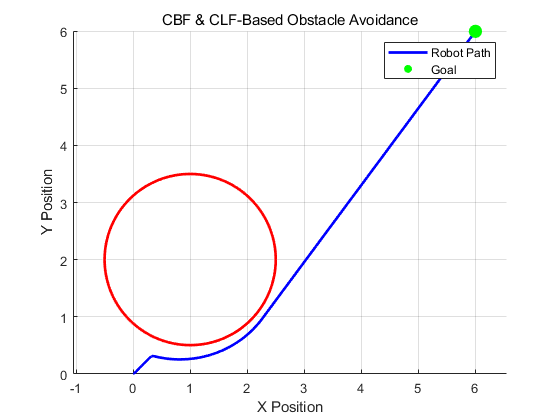 CBF & CLF-Based Obstacle Avoidance
Robot Path
Goal
6
5
4
3
2
1
0
Y Position
-1 0 1 2 3 4 5 6
X Position